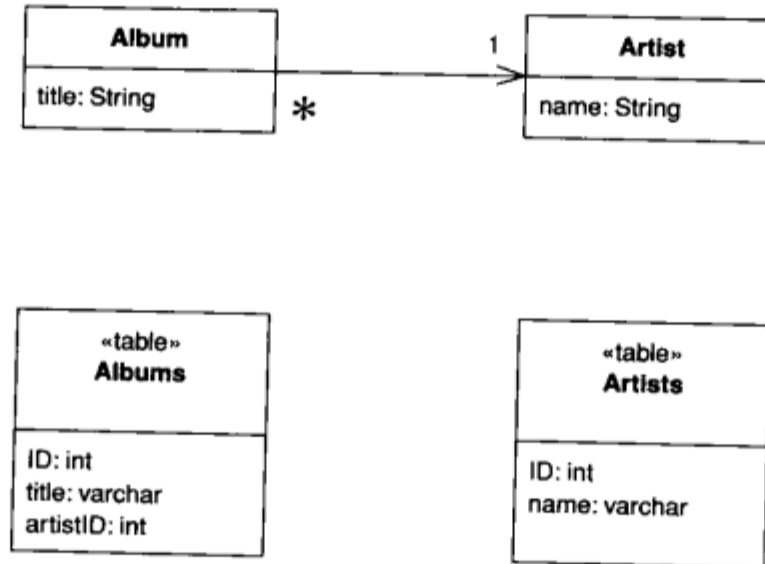 Album
title: String
*
1
Artist
name: String
«table»
Albums
ID: int
title: varchar
artistID: int
«table»
Artists
ID: int
name: varchar